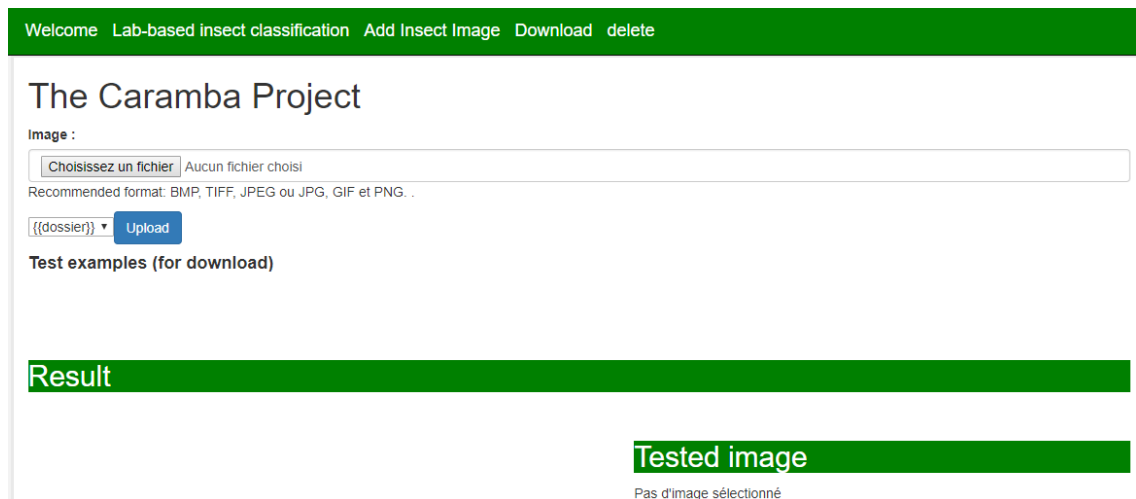 Welcome Lab-based insect classification Add Insect Image Download delete
The Caramba Project
Image :
Choisissez un fichier Aucun fichier choisi
Recommended format: BMP, TIFF, JPEG ou JPG, GIF et PNG. .
{{dossier}} Upload
Test examples (for download)
Result
Tested image
Pas d'image sélectionné